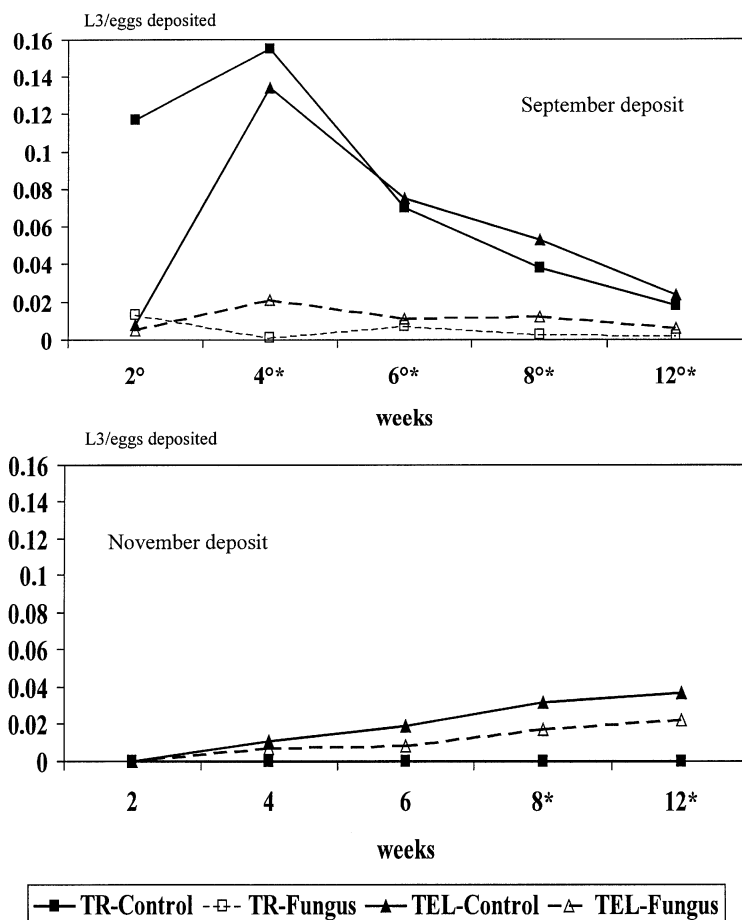 L3/eggs deposited
0.16
0.14
0.12
0.1
0.08
0.06
0.04
0.02
0
September deposit
2° 4°* 6°* 8°* 12°*
weeks
L3/eggs deposited
0.16
0.14
0.12
0.1
0.08
0.06
0.04
0.02
0
November deposit
2 4 6 8* 12*
weeks
TR-Control TR-Fungus TEL-Control TEL-Fungus